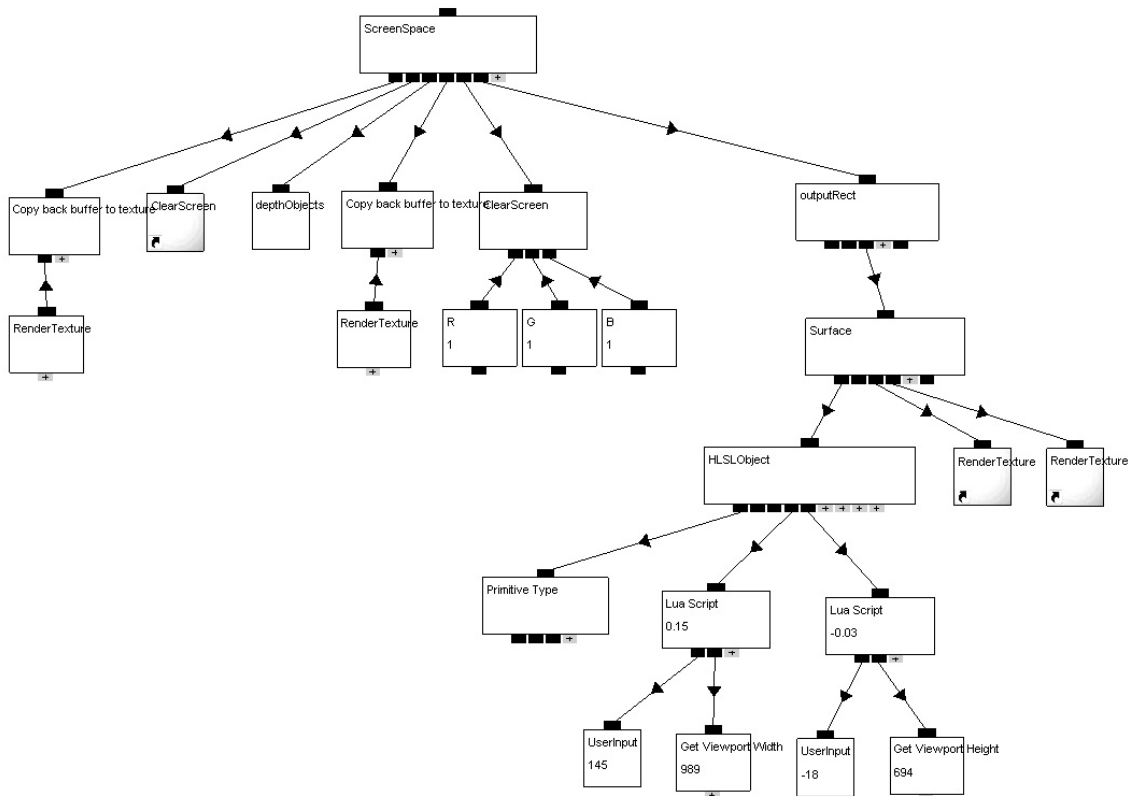 ScreenSpace
Copy back buffer to texture
ClearScreen
depthObjects
Copy back buffer to texture
ClearScreen
outputRect
RenderTexture
RenderTexture
R
1
G
1
B
1
Surface
HLSLObject
RenderTexture
RenderTexture
Primitive Type
Lua Script
0.15
Lua Script
-0.03
UserInput
145
Get Viewport Width
989
UserInput
-18
Get Viewport Height
694